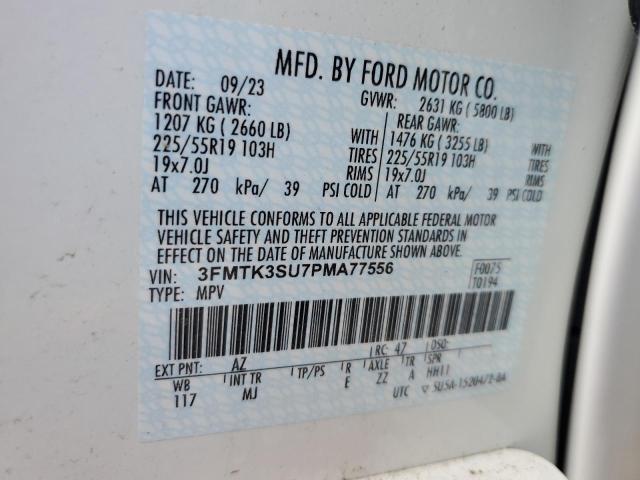 MFD. BY FORD MOTOR CO.
DATE: 09/23 GVWR: 2631 KG ( 5800 LB)
FRONT GAWR: REAR GAWR:
1207 KG ( 2660 LB) 1476 KG ( 3255 LB) WITH
225/55R19 103H WITH 225/55R19 103H TIRES
19x7.0J TIRES 19x7.0J RIMS
RIMS
AT 270 kPa/ 39 PSI COLD AT 270 kPa/ 39 PSI COLD
THIS VEHICLE CONFORMS TO ALL APPLICABLE FEDERAL MOTOR
VEHICLE SAFETY AND THEFT PREVENTION STANDARDS IN
EFFECT ON THE DATE OF MANUFACTURE SHOWN ABOVE.
VIN: 3FMTK3SU7PMA77556 F0075
TYPE: MPV T0194
EXT PNT: AZ RC: 47 DSO:
WB INT TR TP/PS R AXLE TR SPR
117 MJ E ZZ A HH11
UTC